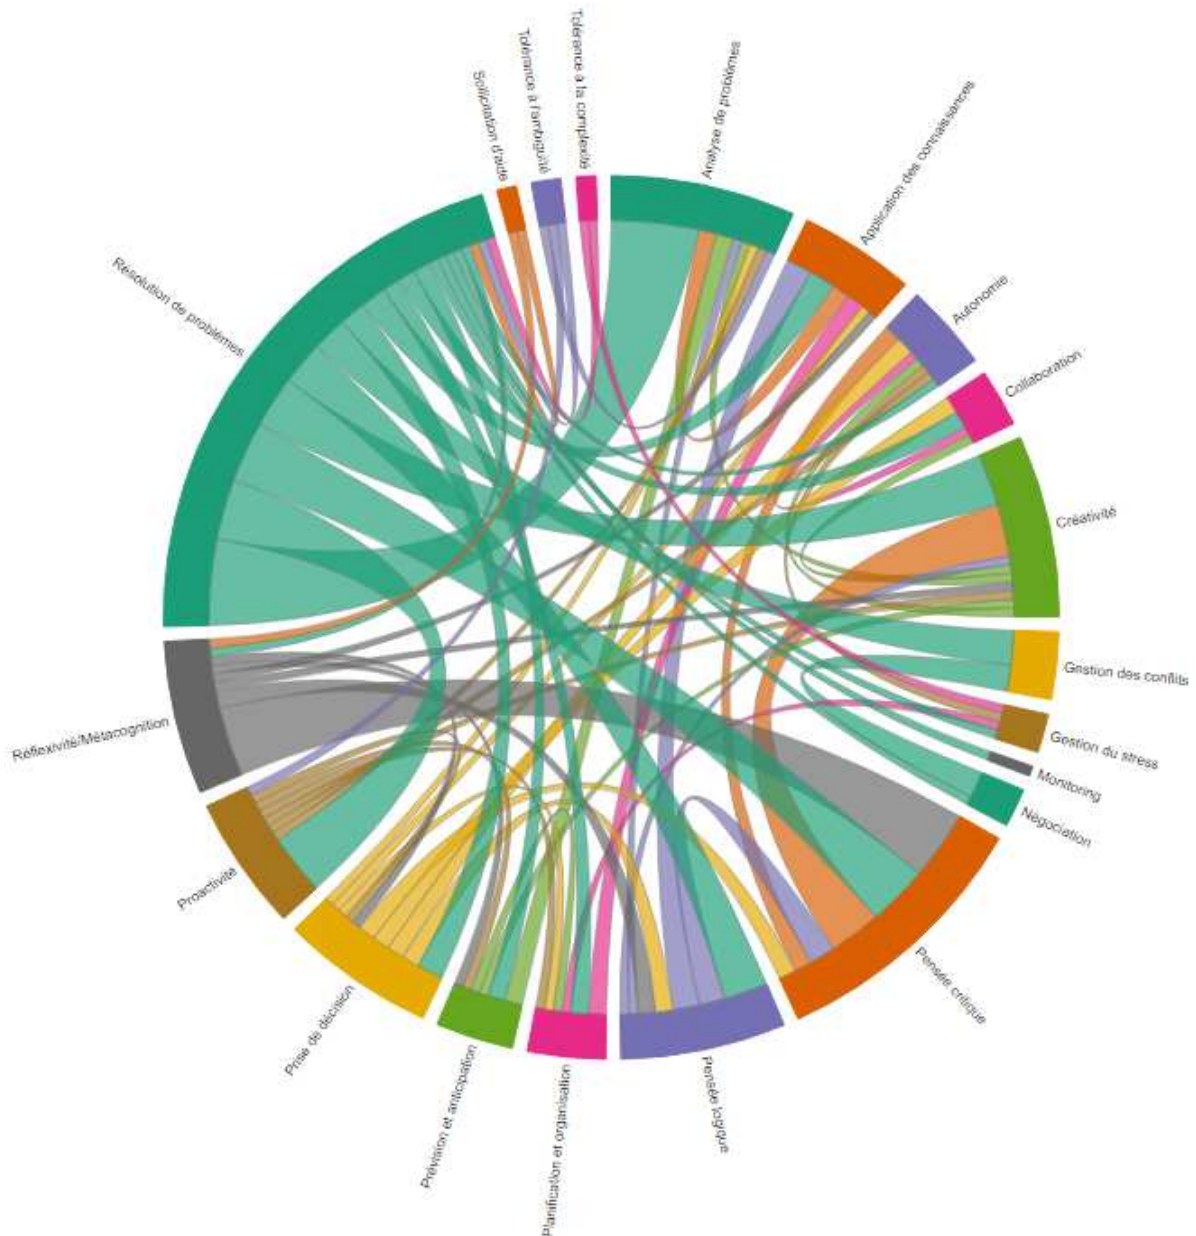 Tolérance à la complexité
Analyse de problèmes
Application des connaissances
Autonomie
Collaboration
Créativité
Gestion des conflits
Gestion du stress
Monitoring
Négociation
Pensée critique
Pensée logique
Planification et organisation
Prévision et anticipation
Prise de décision
Proactivité
Réflexivité/Métacognition
Résolution de problèmes
Sollicitation d'aide
Tolérance à l'ambiguïté